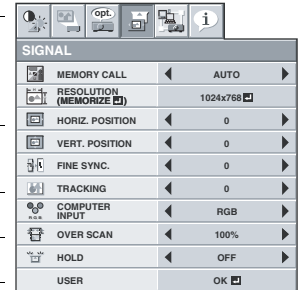 opt.
i
SIGNAL
MEMORY CALL AUTO
RESOLUTION
(MEMORIZE) 1024x768
HORIZ. POSITION 0
VERT. POSITION 0
FINE SYNC. 0
TRACKING 0
COMPUTER
INPUT RGB
R G B
OVER SCAN 100%
HOLD OFF
USER OK